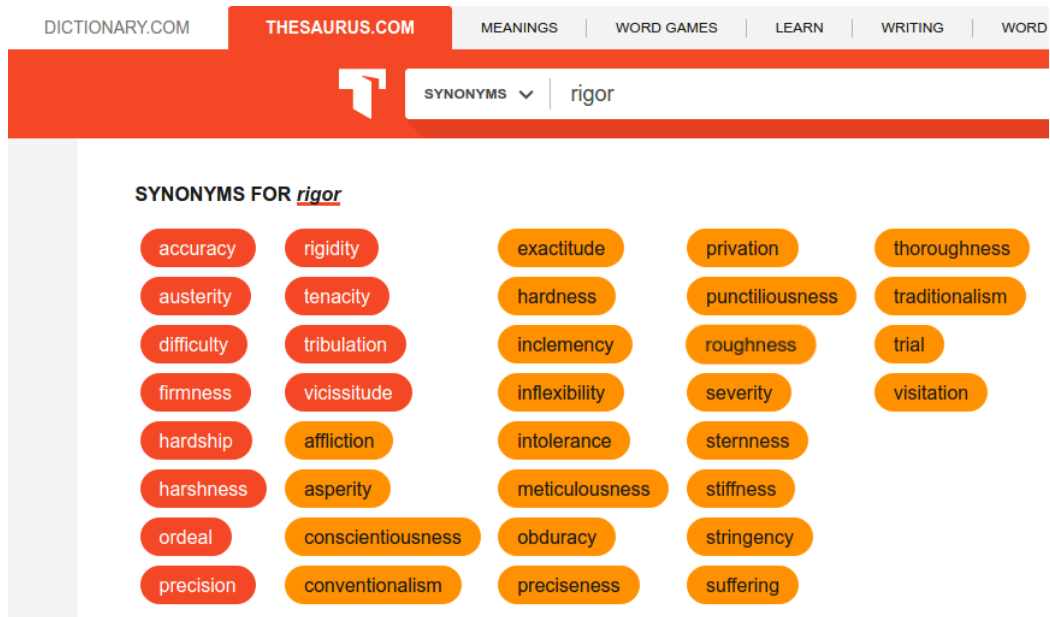 DICTIONARY.COM THESAURUS.COM MEANINGS WORD GAMES LEARN WRITING WORD
SYNONYMS rigor
SYNONYMS FOR rigor
accuracy rigidity exactitude privation thoroughness
austerity tenacity hardness punctiliousness traditionalism
difficulty tribulation inclemency roughness trial
firmness vicissitude inflexibility severity visitation
hardship affliction intolerance sternness
harshness asperity meticulousness stiffness
ordeal conscientiousness obduracy stringency
precision conventionalism preciseness suffering